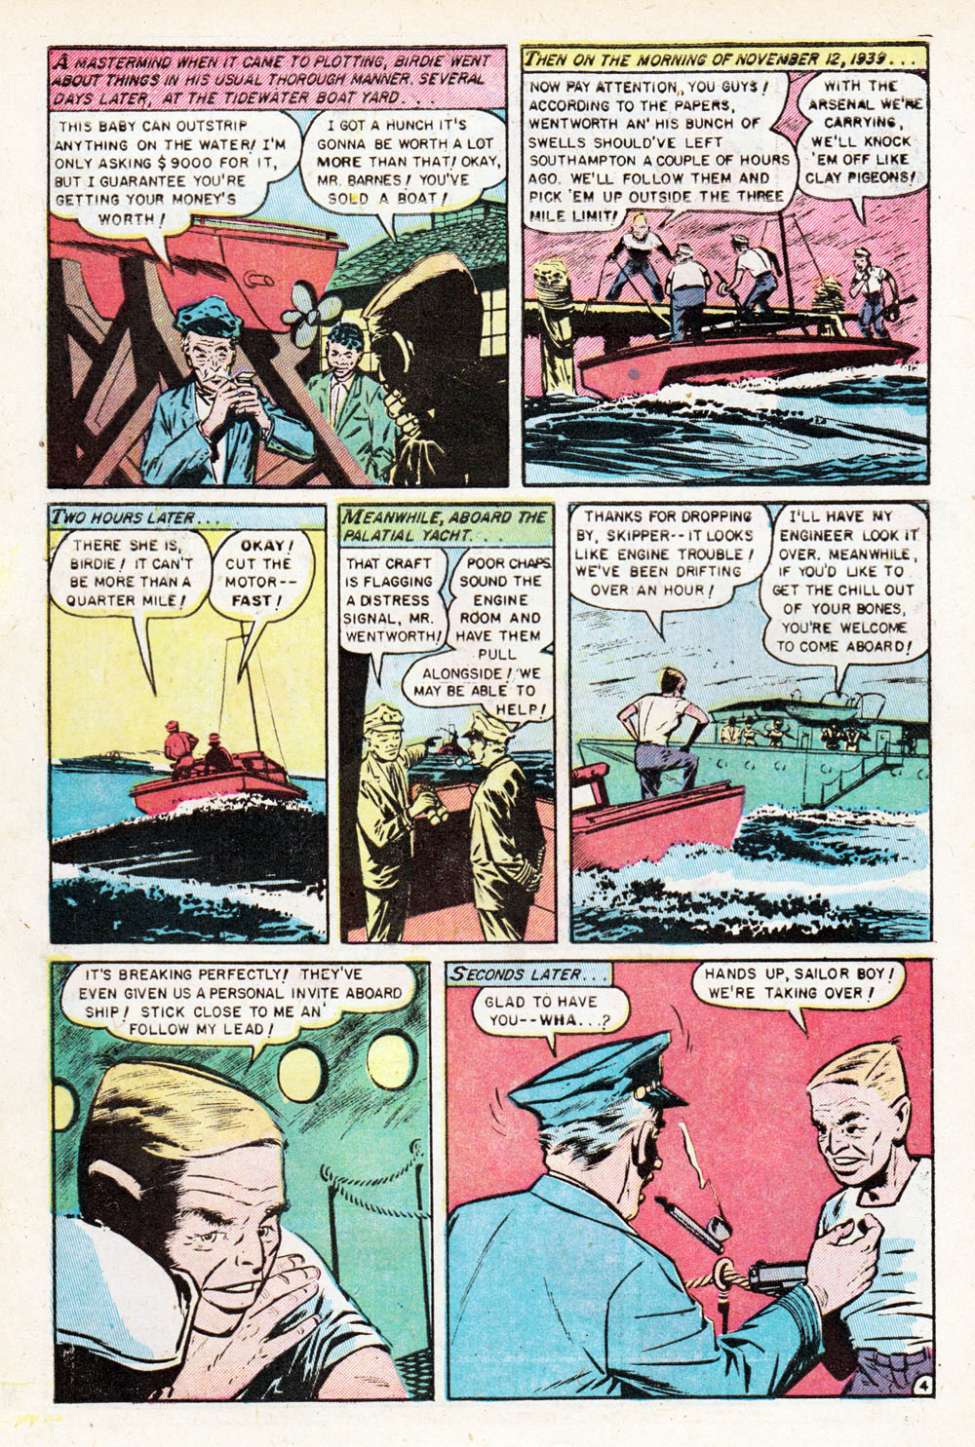 A MASTERMIND WHEN IT CAME TO PLOTTING, BIRDIE WENT
ABOUT THINGS IN HIS USUAL THOROUGH MANNER. SEVERAL
DAYS LATER, AT THE TIDEWATER BOAT YARD. . .
THIS BABY CAN OUTSTRIP
ANYTHING ON THE WATER! I'M
ONLY ASKING $9000 FOR IT,
BUT I GUARANTEE YOU'RE
GETTING YOUR MONEY'S
WORTH!
I GOT A HUNCH IT'S
GONNA BE WORTH A LOT
MORE THAN THAT! OKAY,
MR. BARNES! YOU'VE
SOLD A BOAT!
THEN ON THE MORNING OF NOVEMBER 12, 1939. . .
NOW PAY ATTENTION, YOU GUYS!
ACCORDING TO THE PAPERS,
WENTWORTH AN' HIS BUNCH OF
SWELLS SHOULD'VE LEFT
SOUTHAMPTON A COUPLE OF HOURS
AGO. WE'LL FOLLOW THEM AND
PICK 'EM UP OUTSIDE THE THREE
MILE LIMIT!
WITH THE
ARSENAL WE'RE
CARRYING,
WE'LL KNOCK
'EM OFF LIKE
CLAY PIGEONS!
TWO HOURS LATER. . .
THERE SHE IS,
BIRDIE! IT CAN'T
BE MORE THAN A
QUARTER MILE!
OKAY!
CUT THE
MOTOR--
FAST!
MEANWHILE, ABOARD THE
PALATIAL YACHT. . .
THAT CRAFT
IS FLAGGING
A DISTRESS
SIGNAL, MR.
WENTWORTH!
POOR CHAPS.
SOUND THE
ENGINE
ROOM AND
HAVE THEM
PULL
ALONGSIDE! WE
MAY BE ABLE TO
HELP!
THANKS FOR DROPPING
BY, SKIPPER--IT LOOKS
LIKE ENGINE TROUBLE!
WE'VE BEEN DRIFTING
OVER AN HOUR!
I'LL HAVE MY
ENGINEER LOOK IT
OVER. MEANWHILE,
IF YOU'D LIKE TO
GET THE CHILL OUT
OF YOUR BONES,
YOU'RE WELCOME
TO COME ABOARD!
IT'S BREAKING PERFECTLY! THEY'VE
EVEN GIVEN US A PERSONAL INVITE ABOARD
SHIP! STICK CLOSE TO ME AN'
FOLLOW MY LEAD!
SECONDS LATER. . .
GLAD TO HAVE
YOU--WHA...?
HANDS UP, SAILOR BOY!
WE'RE TAKING OVER!
4